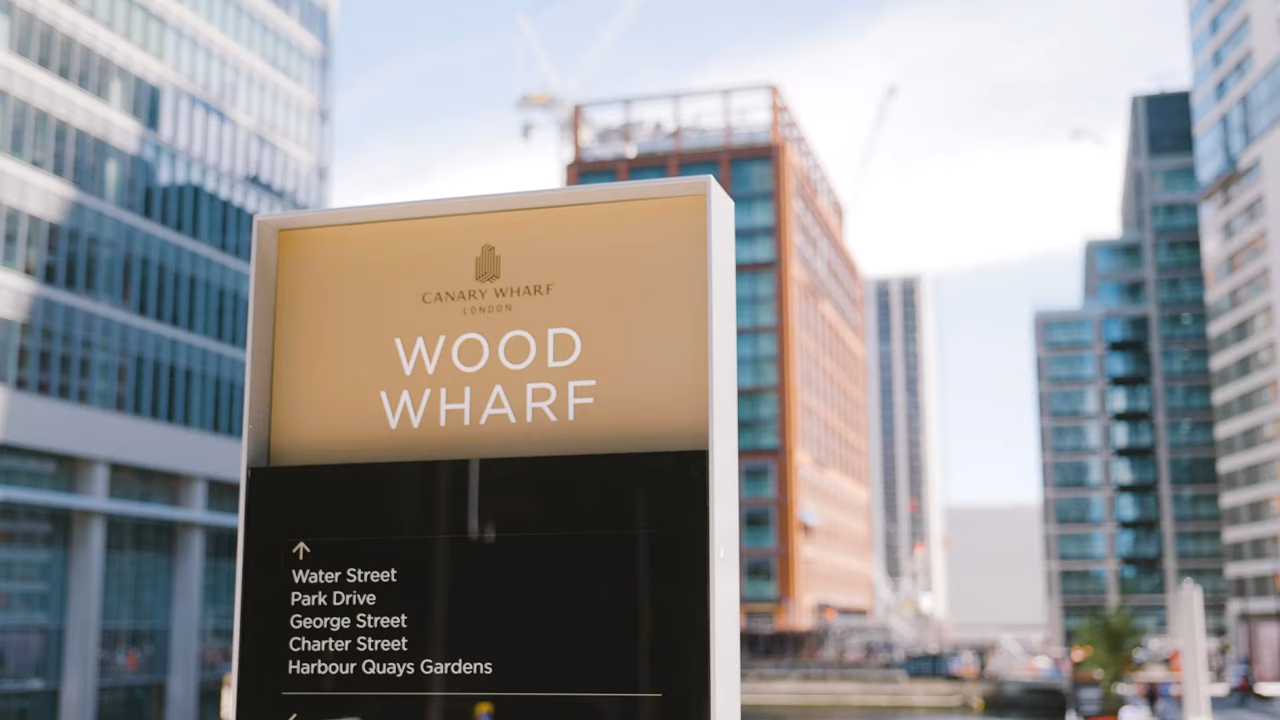 CANARY WHARF
LONDON
WOOD
WHARF
Water Street
Park Drive
George Street
Charter Street
Harbour Quays Gardens